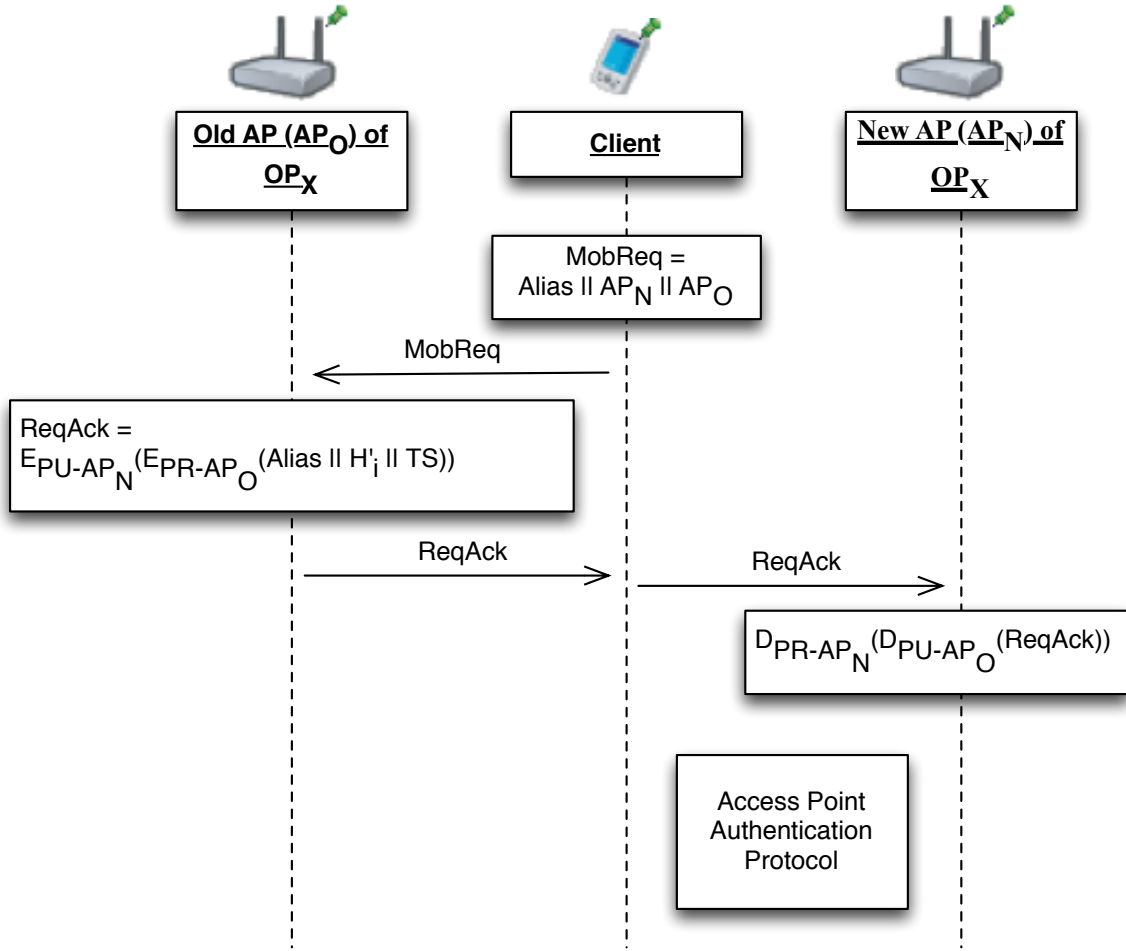 Old AP (APO) of
OPX
Client
New AP (APN) of
OPX
MobReq =
Alias || APN || APO
MobReq
ReqAck =
EPU-APN(EPR-APO(Alias || H'i || TS))
ReqAck
ReqAck
DPR-APN(DPU-APO(ReqAck))
Access Point
Authentication
Protocol